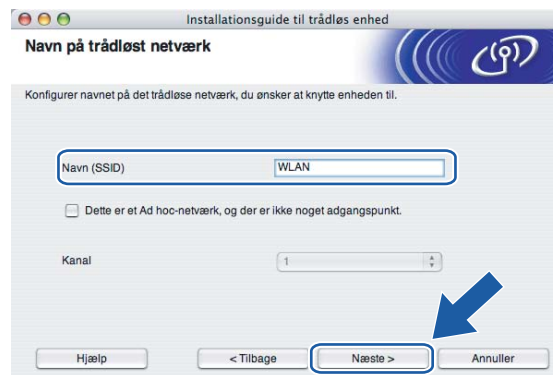 Installationsguide til trådløs enhed
Navn på trådløst netværk
Konfigurer navnet på det trådløse netværk, du ønsker at knytte enheden til.
Navn (SSID) WLAN
Dette er et Ad hoc-netværk, og der er ikke noget adgangspunkt.
Kanal 1
Hjælp < Tilbage Næste > Annuller